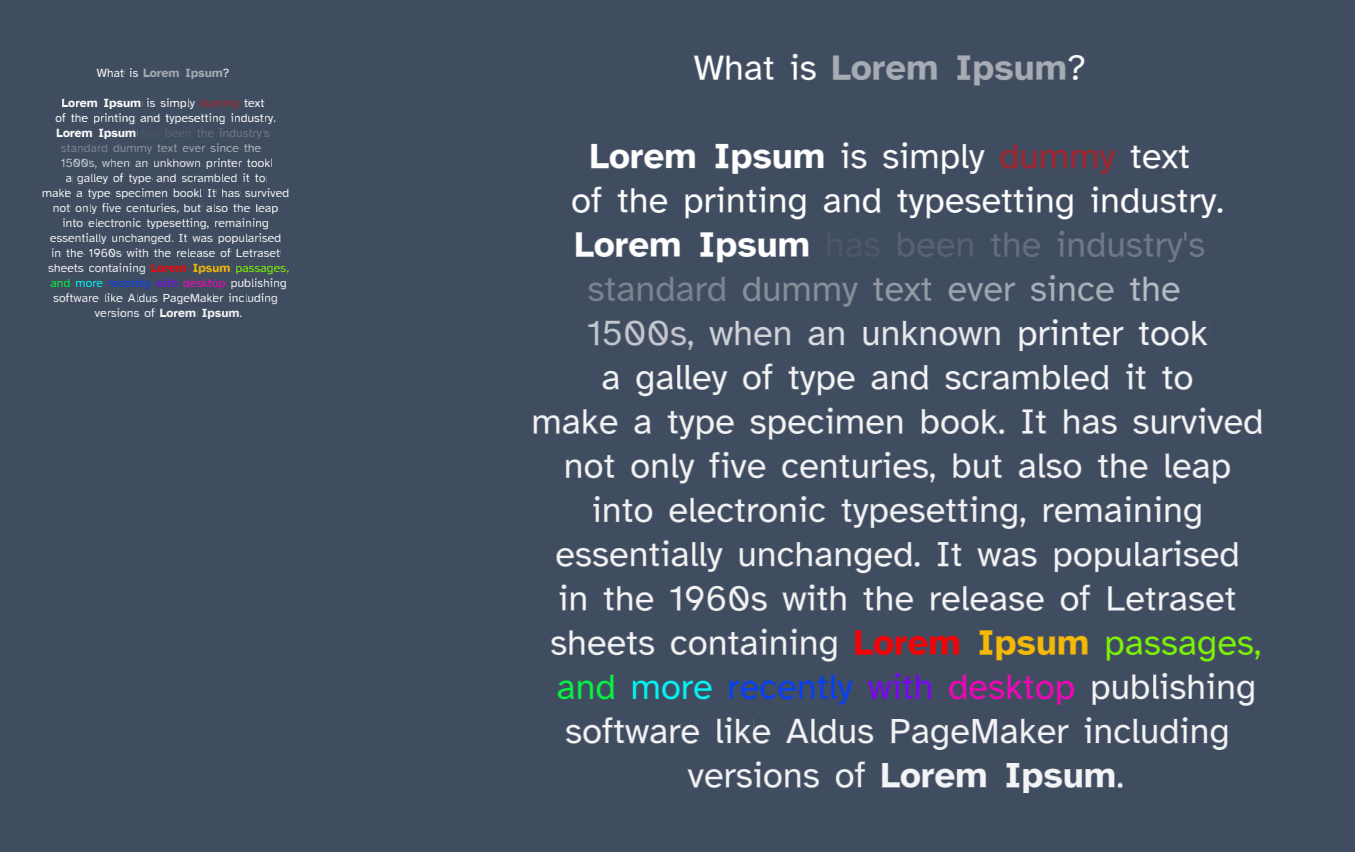 What is Lorem Ipsum?
Lorem Ipsum is simply dummy text
of the printing and typesetting industry.
Lorem Ipsum has been the industry's
standard dummy text ever since the
1500s, when an unknown printer took
a galley of type and scrambled it to
make a type specimen book. It has survived
not only five centuries, but also the leap
into electronic typesetting, remaining
essentially unchanged. It was popularised
in the 1960s with the release of Letraset
sheets containing Lorem Ipsum passages,
and more recently with desktop publishing
software like Aldus PageMaker including
versions of Lorem Ipsum.
What is Lorem Ipsum?
Lorem Ipsum is simply dummy text
of the printing and typesetting industry.
Lorem Ipsum has been the industry's
standard dummy text ever since the
1500s, when an unknown printer took
a galley of type and scrambled it to
make a type specimen book. It has survived
not only five centuries, but also the leap
into electronic typesetting, remaining
essentially unchanged. It was popularised
in the 1960s with the release of Letraset
sheets containing Lorem Ipsum passages,
and more recently with desktop publishing
software like Aldus PageMaker including
versions of Lorem Ipsum.